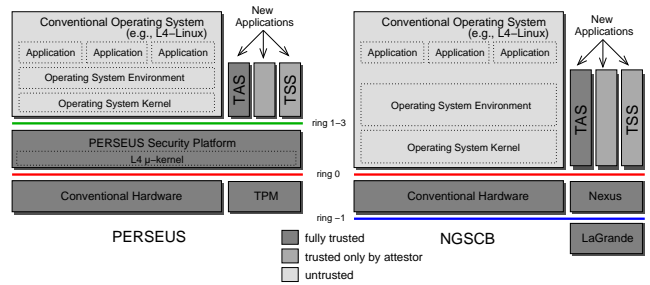 Conventional Operating System
(e.g., L4–Linux)
Application
Application
Application
Operating System Environment
Operating System Kernel
New
Applications
TAS
TSS
ring 1–3
PERSEUS Security Platform
L4 μ–kernel
ring 0
Conventional Hardware
TPM
ring –1
PERSEUS
Conventional Operating System
(e.g., L4–Linux)
Application
Application
Application
Operating System Environment
Operating System Kernel
New
Applications
TAS
TSS
Conventional Hardware
Nexus
NGSCB
LaGrande
fully trusted
trusted only by attestor
untrusted